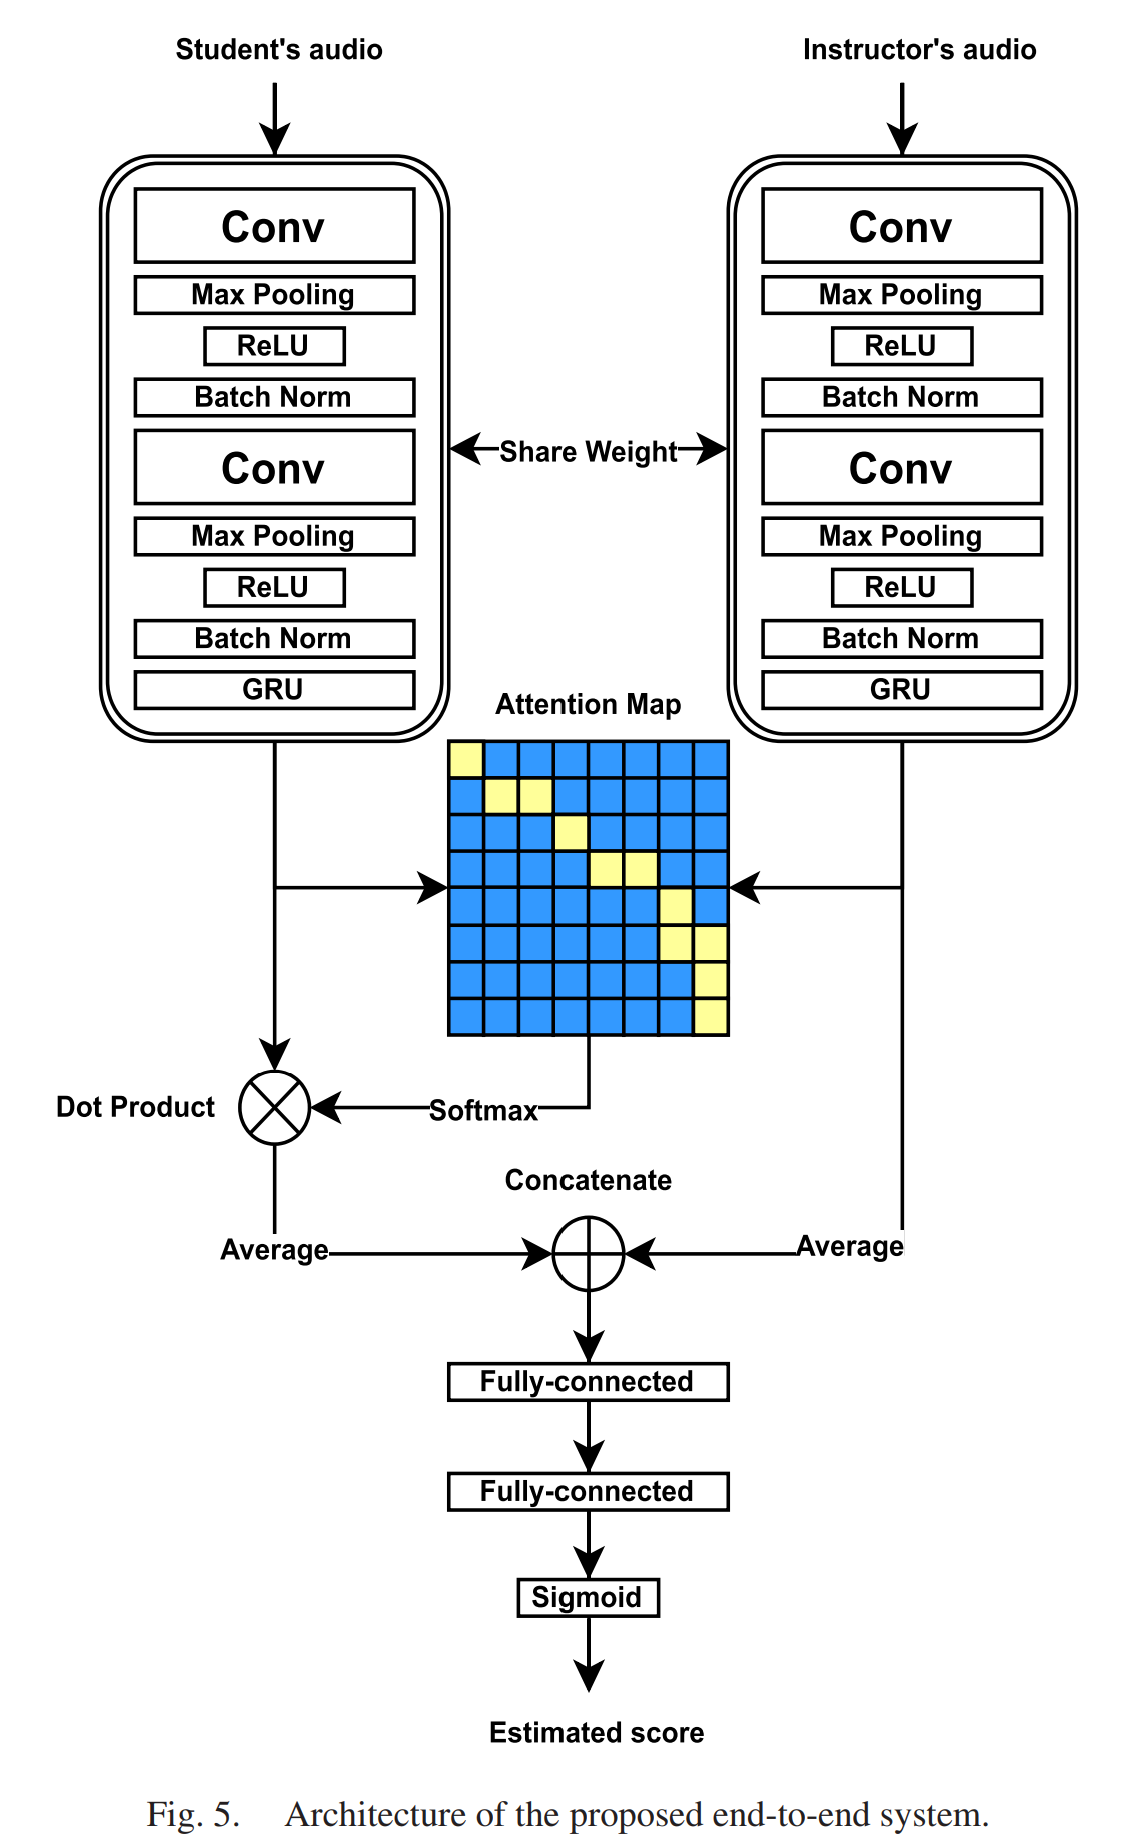 Student's audio
Instructor's audio
Conv
Max Pooling
ReLU
Batch Norm
Conv
Max Pooling
ReLU
Batch Norm
GRU
Share Weight
Conv
Max Pooling
ReLU
Batch Norm
Conv
Max Pooling
ReLU
Batch Norm
GRU
Attention Map
Dot Product
Softmax
Concatenate
Average
Average
Fully-connected
Fully-connected
Sigmoid
Estimated score
Fig. 5. Architecture of the proposed end-to-end system.